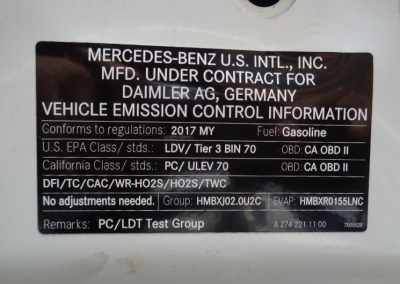 MERCEDES-BENZ U.S. INTL., INC.
MFD. UNDER CONTRACT FOR
DAIMLER AG, GERMANY
VEHICLE EMISSION CONTROL INFORMATION
Conforms to regulations: 2017 MY Fuel: Gasoline
U.S. EPA Class/ stds.: LDV/ Tier 3 BIN 70 OBD: CA OBD II
California Class/ stds.: PC/ ULEV 70 OBD: CA OBD II
DFI/TC/CAC/WR-HO2S/HO2S/TWC
No adjustments needed. Group: HMBXJ02.0U2C EVAP: HMBXR0155LNC
Remarks: PC/LDT Test Group A 274 221 11 00